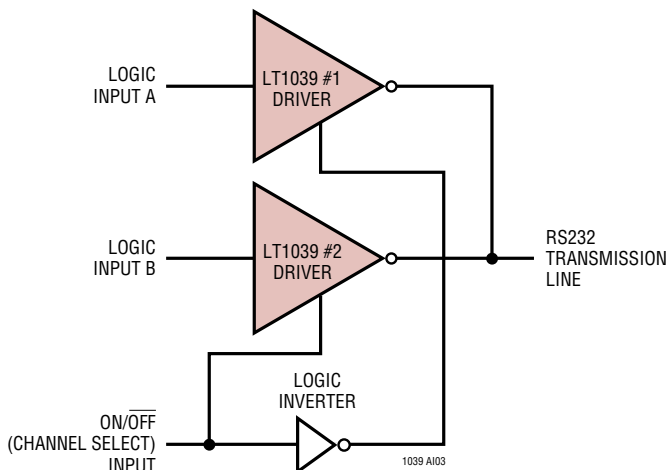 LOGIC
INPUT A
LT1039 #1
DRIVER
LOGIC
INPUT B
LT1039 #2
DRIVER
RS232
TRANSMISSION
LINE
LOGIC
INVERTER
ON/OFF
(CHANNEL SELECT)
INPUT
1039 AI03